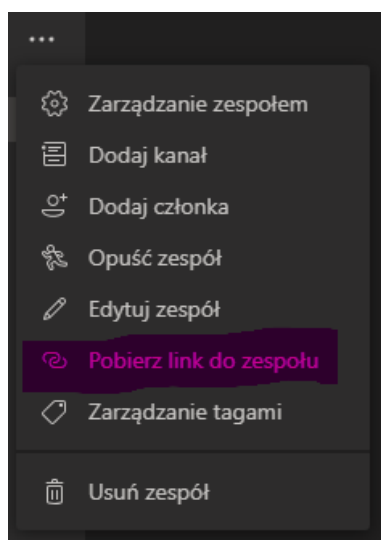 ...
Zarządzanie zespołem
Dodaj kanał
Dodaj członka
Opuść zespół
Edytuj zespół
Pobierz link do zespołu
Zarządzanie tagami
Usuń zespół